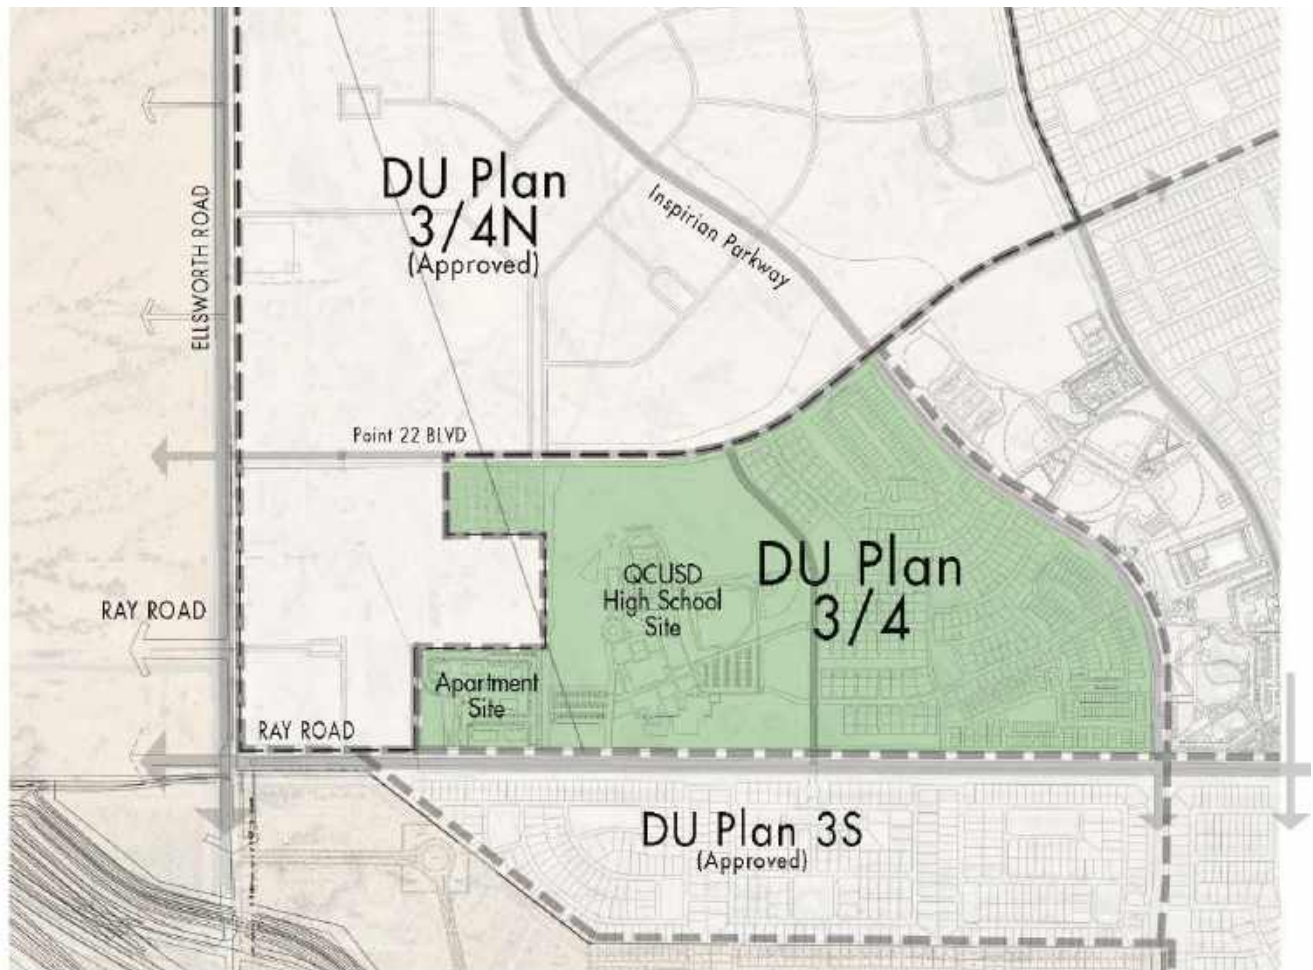 DU Plan
3/4N
(Approved)
Inspirian Parkway
ELLSWORTH ROAD
Point 22 BLVD
QCUSD
High School
Site
DU Plan
3/4
RAY ROAD
Apartment
Site
RAY ROAD
DU Plan 3S
(Approved)